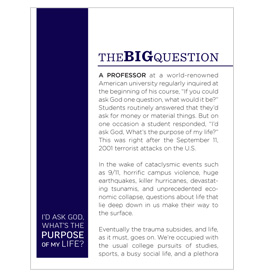 THE BIG QUESTION
A PROFESSOR at a world-renowned
American university regularly inquired at
the beginning of his course, "If you could
ask God one question, what would it be?"
Students routinely answered that they'd
ask for money or material things. But on
one occasion a student responded, "I'd
ask God, What's the purpose of my life?"
This was right after the September 11,
2001 terrorist attacks on the U.S.
In the wake of cataclysmic events such
as 9/11, horrific campus violence, huge
earthquakes, killer hurricanes, devastat-
ing tsunamis, and unprecedented eco-
nomic collapse, questions about life that
lie deep down in us make their way to
the surface.
Eventually the trauma subsides, and life,
as it must, goes on. We're occupied with
the usual college pursuits of studies,
sports, a busy social life, and a plethora
I'D ASK GOD,
WHAT'S THE
PURPOSE
OF MY LIFE?